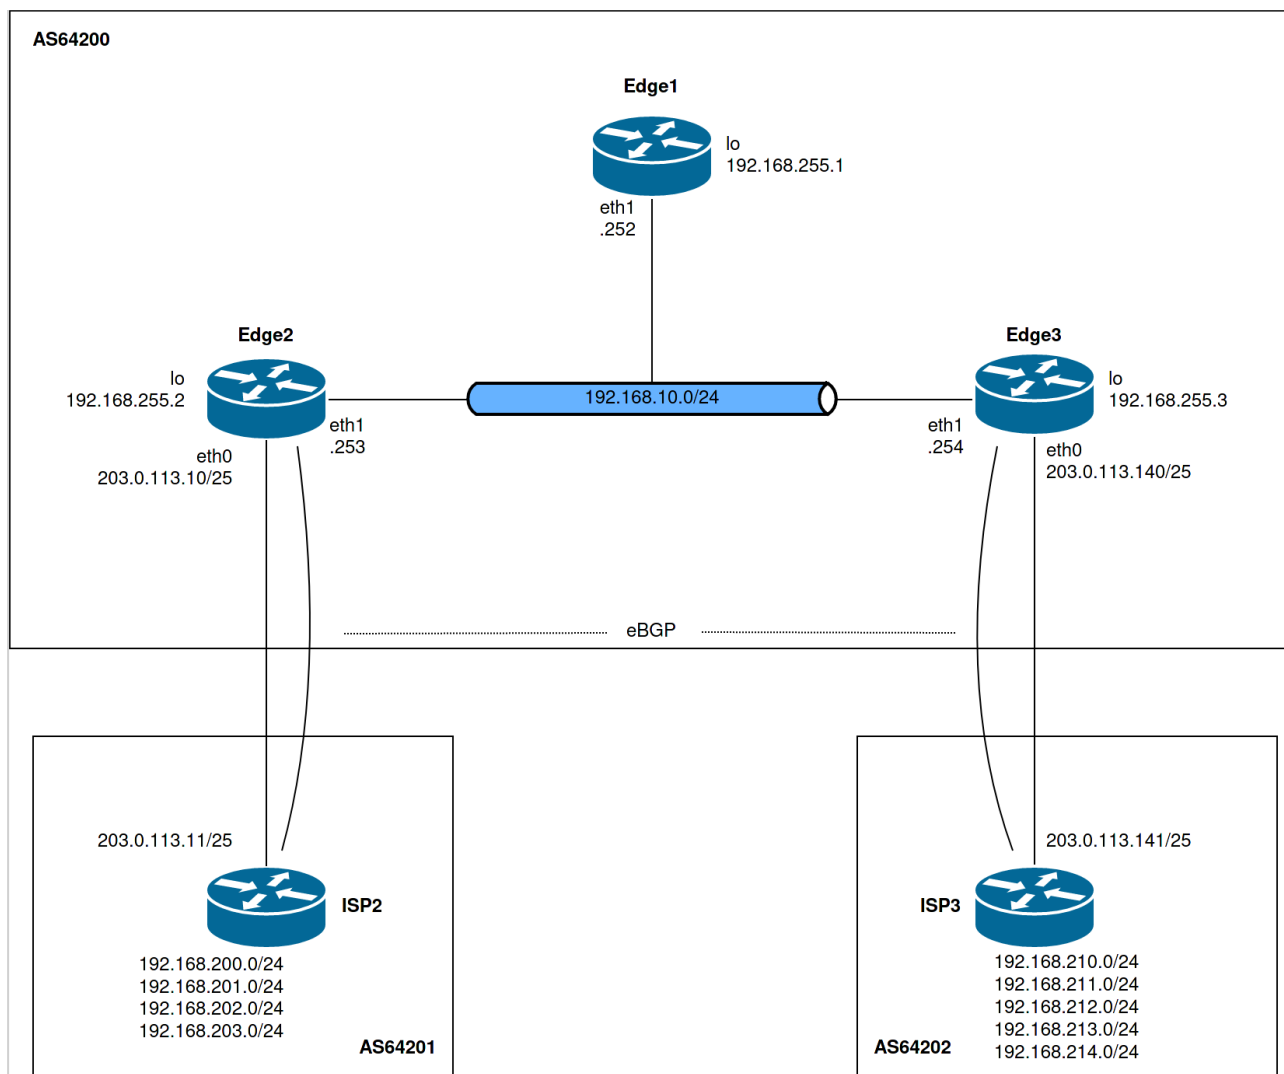 AS64200
Edge1
lo
192.168.255.1
eth1
.252
Edge2
lo
192.168.255.2
eth1
.253
eth0
203.0.113.10/25
192.168.10.0/24
Edge3
lo
192.168.255.3
eth1
.254
eth0
203.0.113.140/25
eBGP
203.0.113.11/25
ISP2
192.168.200.0/24
192.168.201.0/24
192.168.202.0/24
192.168.203.0/24
AS64201
203.0.113.141/25
ISP3
192.168.210.0/24
192.168.211.0/24
192.168.212.0/24
192.168.213.0/24
192.168.214.0/24
AS64202